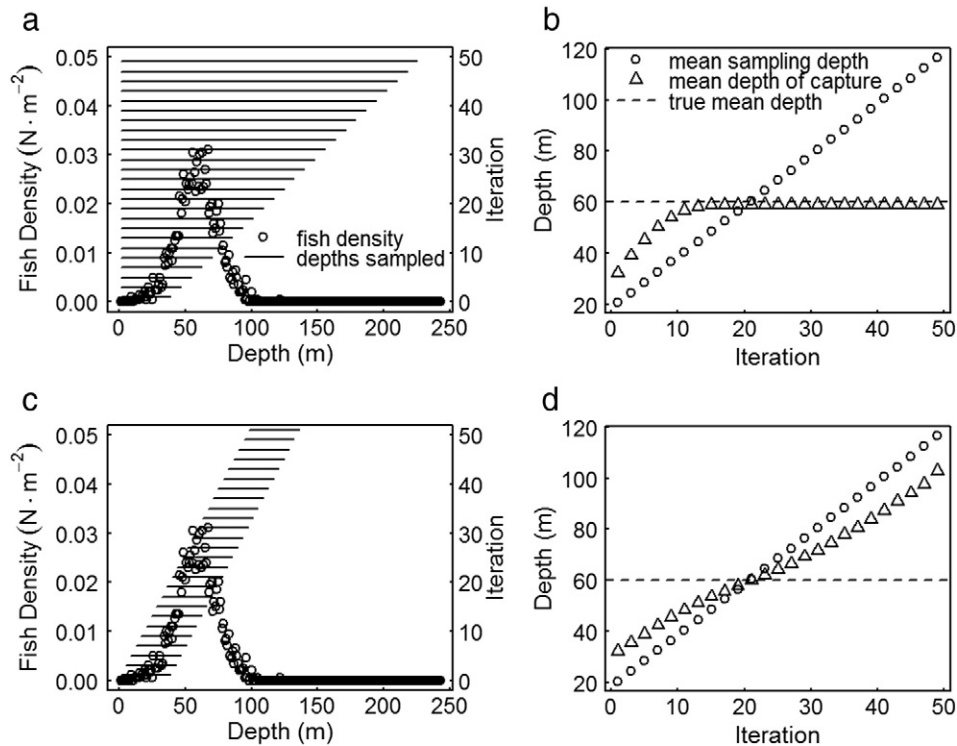 a
Fish Density (N · m⁻²)
0.05
0.04
0.03
0.02
0.01
0.00
50
40
30
20
10
0
Iteration
fish density
depths sampled
0 50 100 150 200 250
Depth (m)
b
Depth (m)
120
100
80
60
40
20
mean sampling depth
mean depth of capture
true mean depth
0 10 20 30 40 50
Iteration
c
Fish Density (N · m⁻²)
0.05
0.04
0.03
0.02
0.01
0.00
50
40
30
20
10
0
Iteration
0 50 100 150 200 250
Depth (m)
d
Depth (m)
120
100
80
60
40
20
0 10 20 30 40 50
Iteration